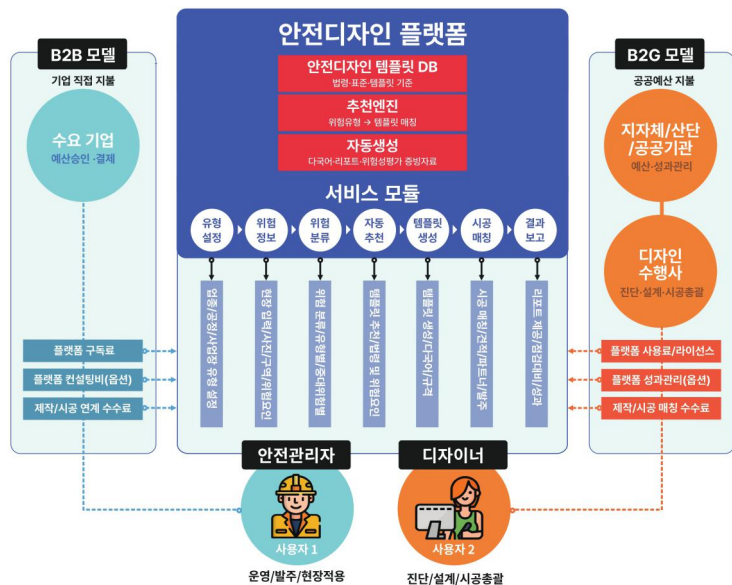 안전디자인 플랫폼
안전디자인 템플릿 DB
법령·표준·템플릿 기준
추천엔진
위험유형 → 템플릿 매칭
자동생성
다국어·리포트·위험성평가 증빙자료
서비스 모듈
유형
설정
위험
정보
위험
분류
자동
추천
템플릿
생성
시공
매칭
결과
보고
업종/공정/사업장 유형 설정
현장 입력/사진/구역/위험요인
위험 분류/유형별/중대위험별
템플릿 추천/법령 및 위험요인
템플릿 생성/다국어/규격
시공 매칭/견적/파트너/발주
리포트 제공/점검대비/성과
B2B 모델
기업 직접 지불
수요 기업
예산승인·결제
플랫폼 구독료
플랫폼 컨설팅비(옵션)
제작/시공 연계 수수료
B2G 모델
공공예산 지불
지자체/산단
/공공기관
예산·성과관리
디자인
수행사
진단·설계·시공총괄
플랫폼 사용료/라이선스
플랫폼 성과관리(옵션)
제작/시공 매칭 수수료
안전관리자
사용자 1
운영/발주/현장적용
디자이너
사용자 2
진단/설계/시공총괄